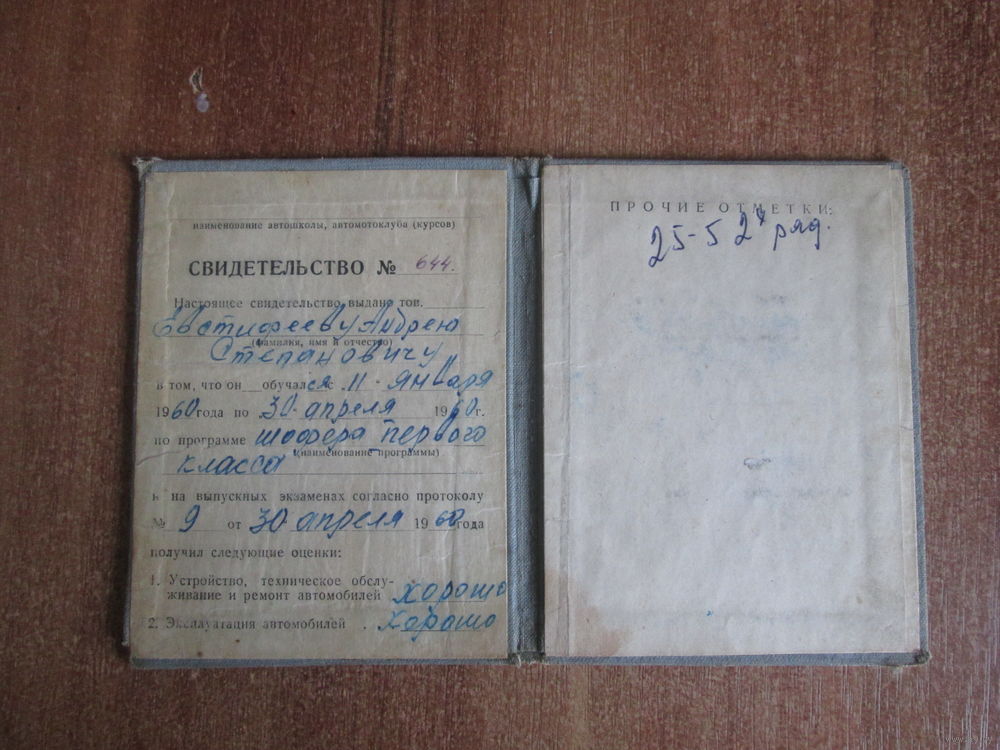 наименование автошколы, автомотоклуба (курсов)
СВИДЕТЕЛЬСТВО № 644.
Настоящее свидетельство выдано тов.
Евстифееву Андрею
(фамилия, имя и отчество)
Степановичу
в том, что он обучался с 11 января
1960 года по 30 апреля 1960 г.
по программе шофера первого
(наименование программы)
класса
и на выпускных экзаменах согласно протоколу
№ 9 от 30 апреля 1960 года
получил следующие оценки:
1. Устройство, техническое обслу-
живание и ремонт автомобилей хорошо
2. Эксплуатация автомобилей . хорошо
ПРОЧИЕ ОТМЕТКИ:
25-5 ряд.